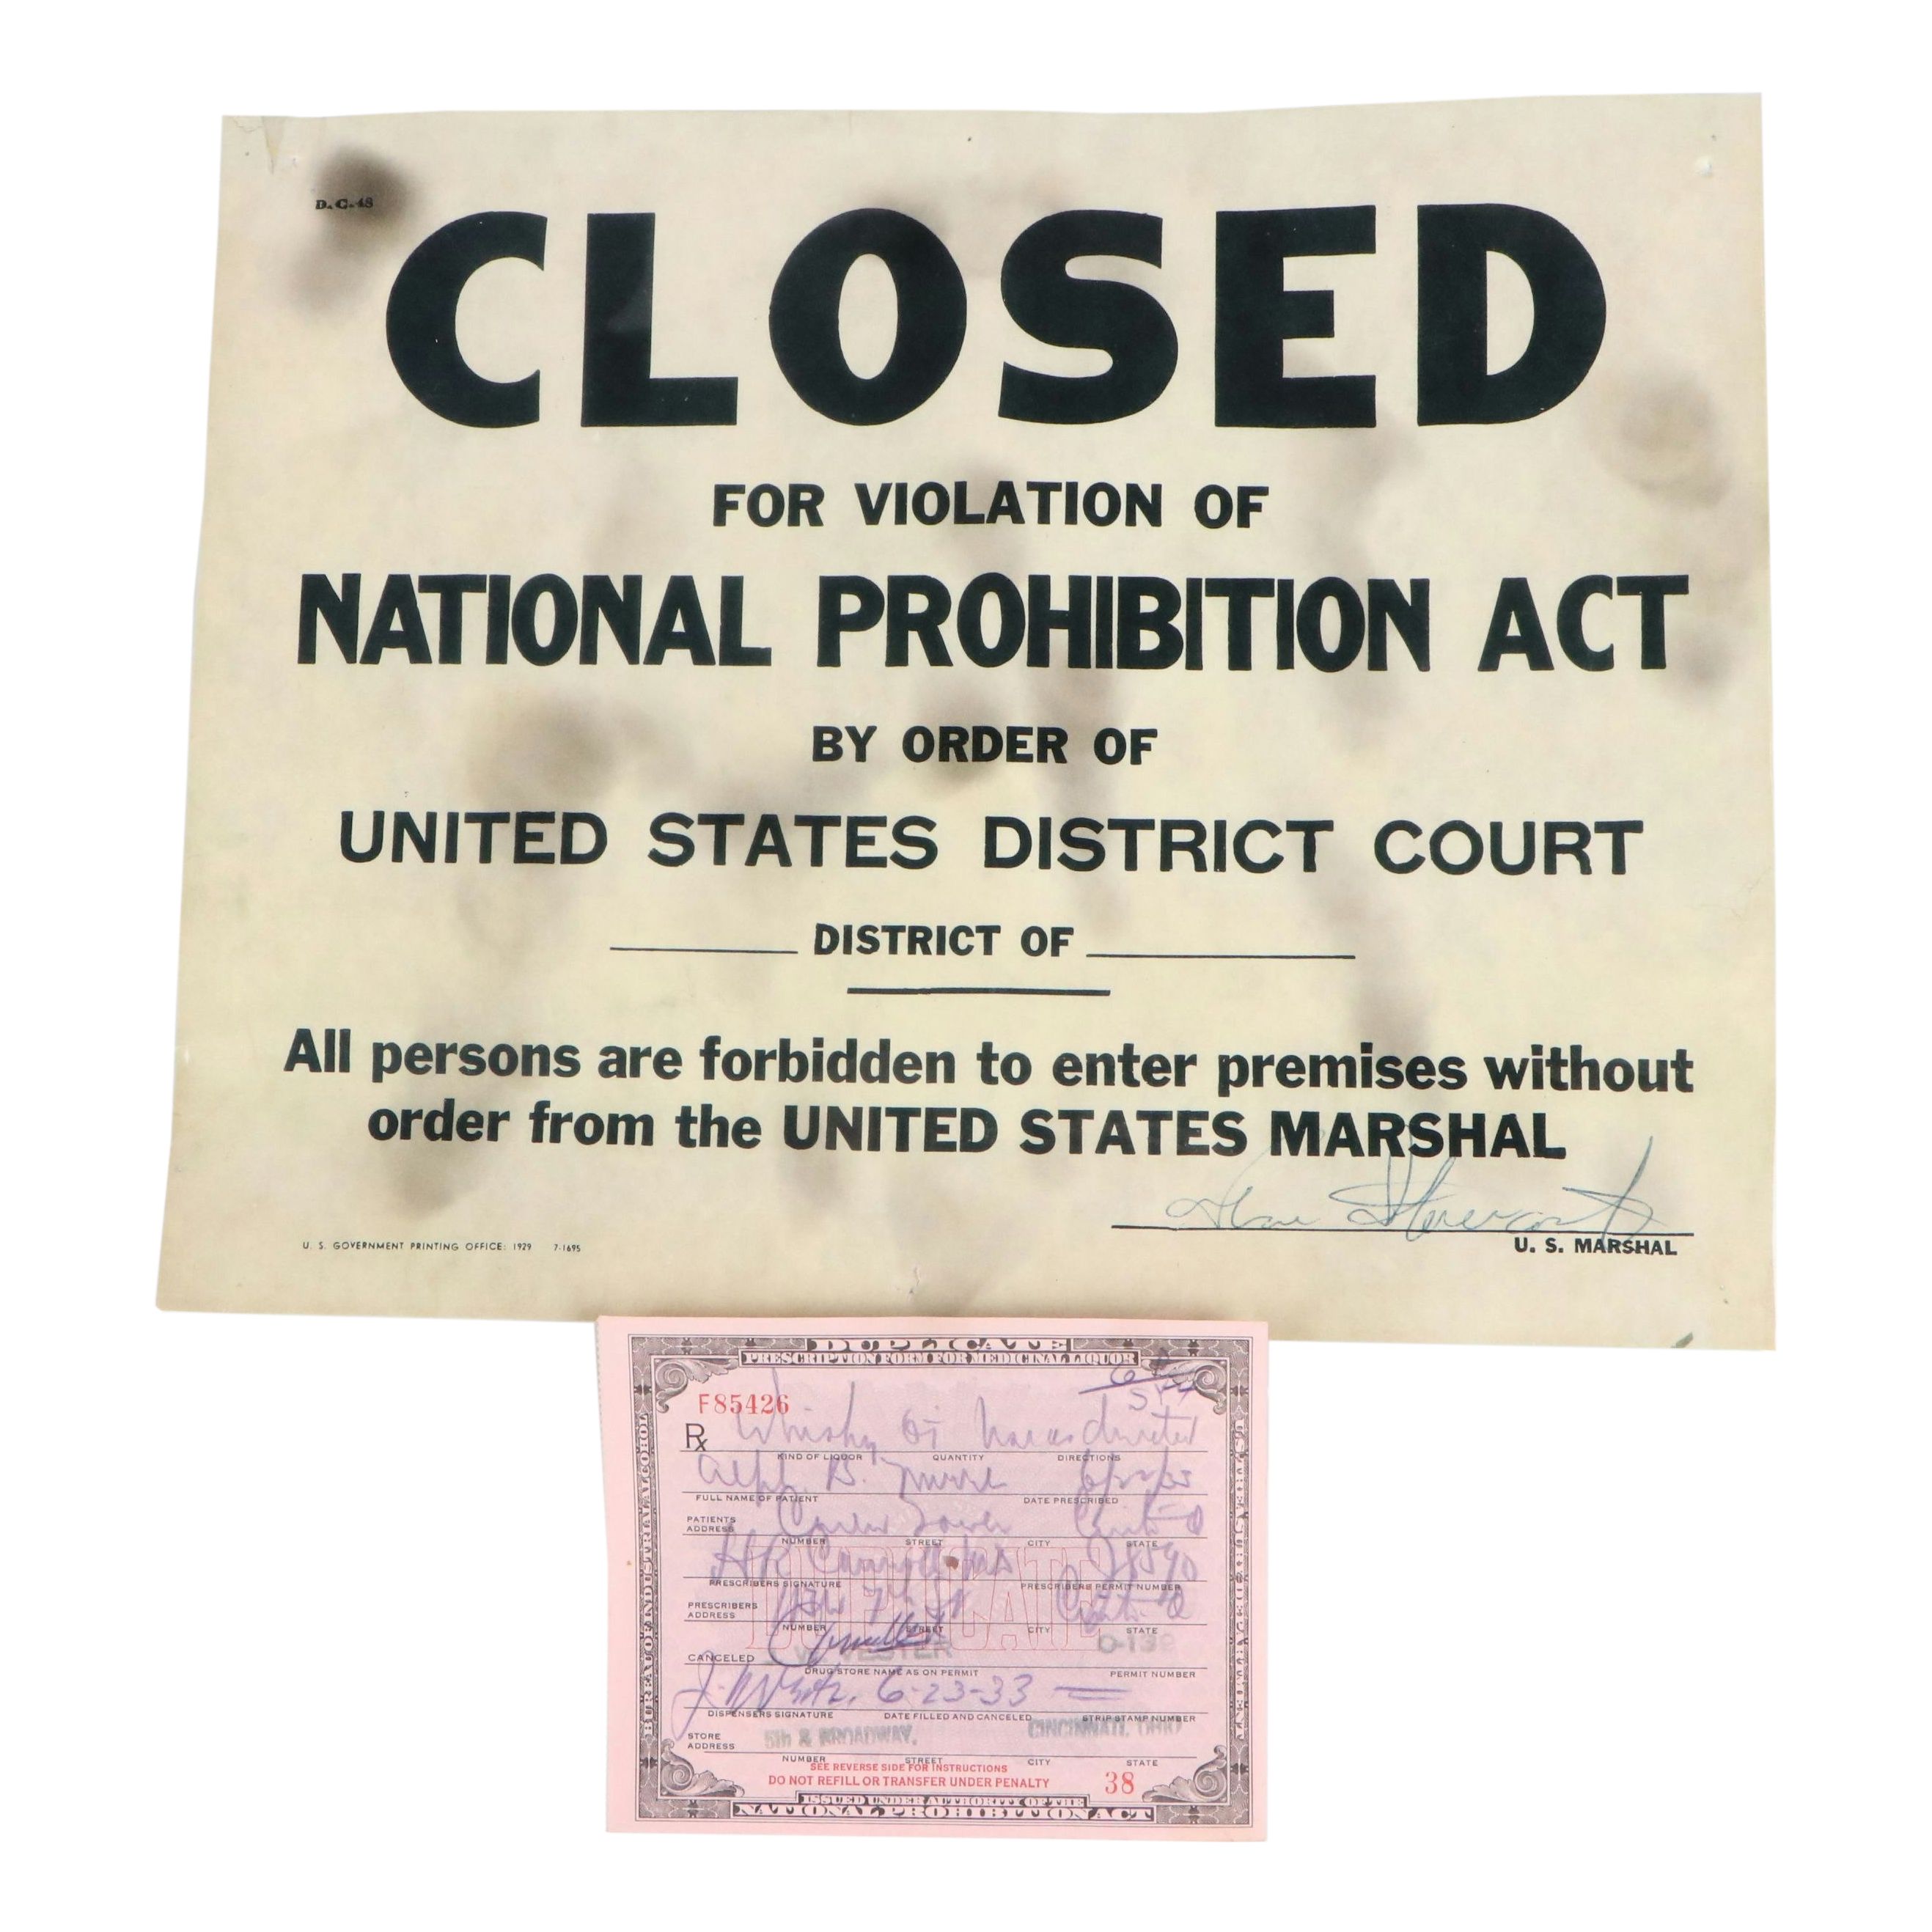 D. C. 48
CLOSED
FOR VIOLATION OF
NATIONAL PROHIBITION ACT
BY ORDER OF
UNITED STATES DISTRICT COURT
DISTRICT OF
All persons are forbidden to enter premises without
order from the UNITED STATES MARSHAL
U. S. MARSHAL
U. S. GOVERNMENT PRINTING OFFICE: 1929 7-1695
DUPLICATE
PRESCRIPTION FORM FOR MEDICINAL LIQUOR
F85426
Rx
KIND OF LIQUOR QUANTITY DIRECTIONS
FULL NAME OF PATIENT DATE PRESCRIBED
PATIENTS ADDRESS
NUMBER STREET CITY STATE
DUPLICATE
PRESCRIBERS SIGNATURE PRESCRIBERS PERMIT NUMBER
PRESCRIBERS ADDRESS
NUMBER STREET CITY STATE
CANCELED
DRUG STORE NAME AS ON PERMIT PERMIT NUMBER
6-23-33
DISPENSERS SIGNATURE DATE FILLED AND CANCELED STRIP STAMP NUMBER
STORE ADDRESS 5th & BROADWAY, CINCINNATI, OHIO
NUMBER STREET CITY STATE
SEE REVERSE SIDE FOR INSTRUCTIONS
DO NOT REFILL OR TRANSFER UNDER PENALTY 38
ISSUED UNDER AUTHORITY OF THE
NATIONAL PROHIBITION ACT
BUREAU OF INDUSTRIAL ALCOHOL